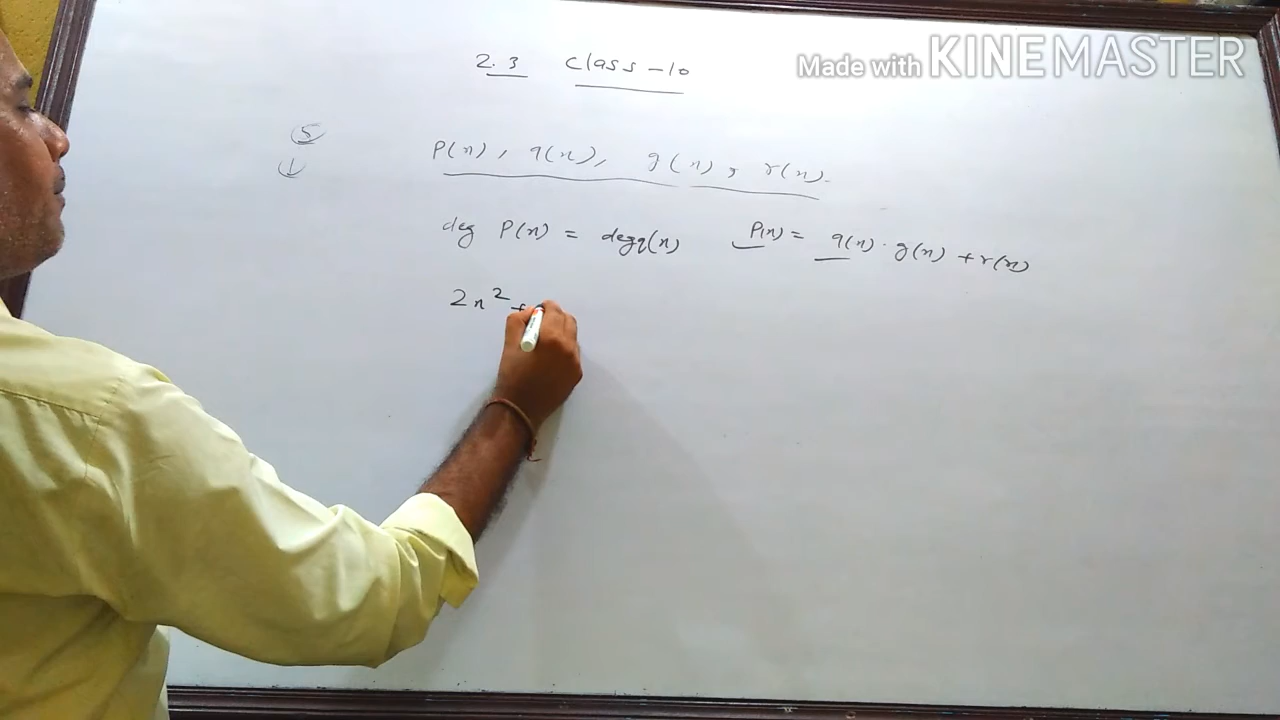 2.3 Class-10
Made with KINEMASTER
5
P(x), q(x), g(x), r(x).
deg P(x) = deg q(x) P(x) = q(x) · g(x) + r(x)
2x² +